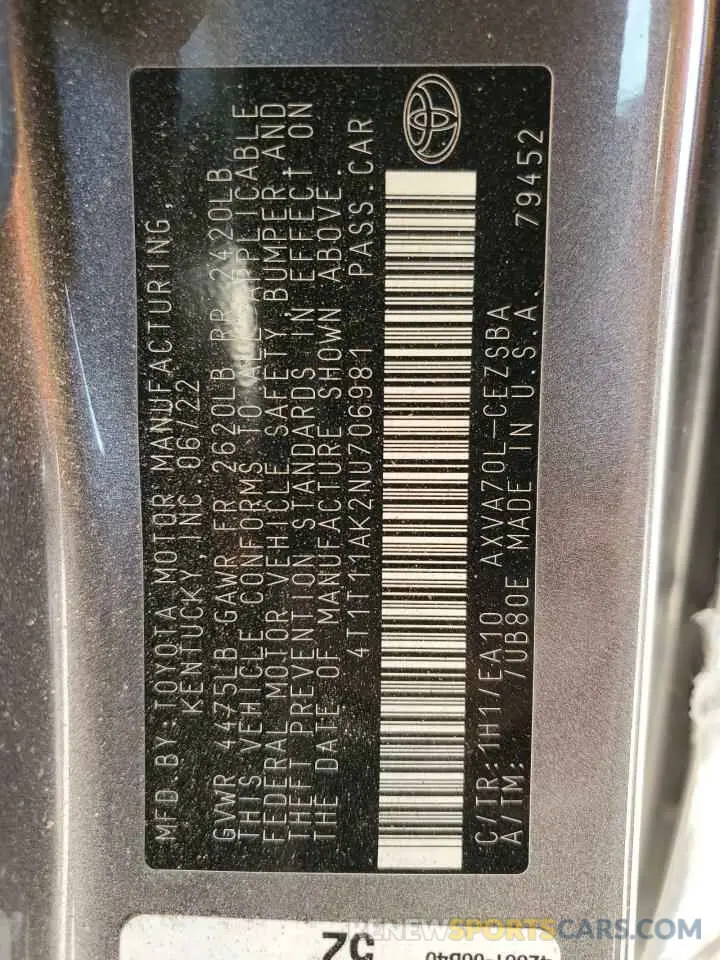 MFD.BY:TOYOTA MOTOR MANUFACTURING,
KENTUCKY,INC.06/22
GVWR 4475LB GAWR FR 2620LB RR 2420LB
THIS VEHICLE CONFORMS TO ALL APPLICABLE
FEDERAL MOTOR VEHICLE SAFETY, BUMPER,AND
THEFT PREVENTION STANDARDS IN EFFECT ON
THE DATE OF MANUFACTURE SHOWN ABOVE.
4T1T11AK2NU706981 PASS.CAR
C/TR:1H1/EA10 AXVA70L-CEZSBA
A/TM: /UB80E MADE IN U.S.A. 79452
52
RENEWSPORTSCARS.COM